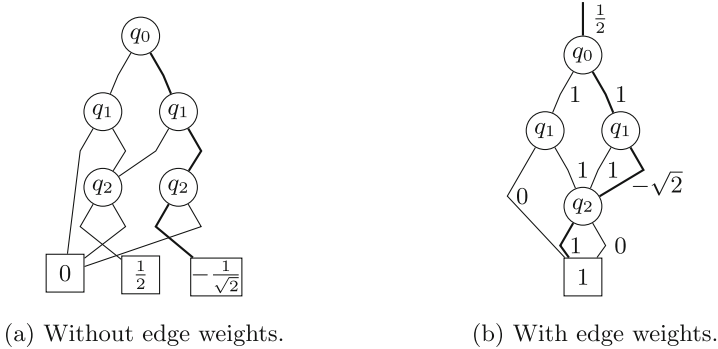 1/2
q0
q0
1 1
q1 q1
q1 q1
1 1
−√2
0
q2 q2
q2
1 0
0 1/2 −1/√2
1
(a) Without edge weights.
(b) With edge weights.